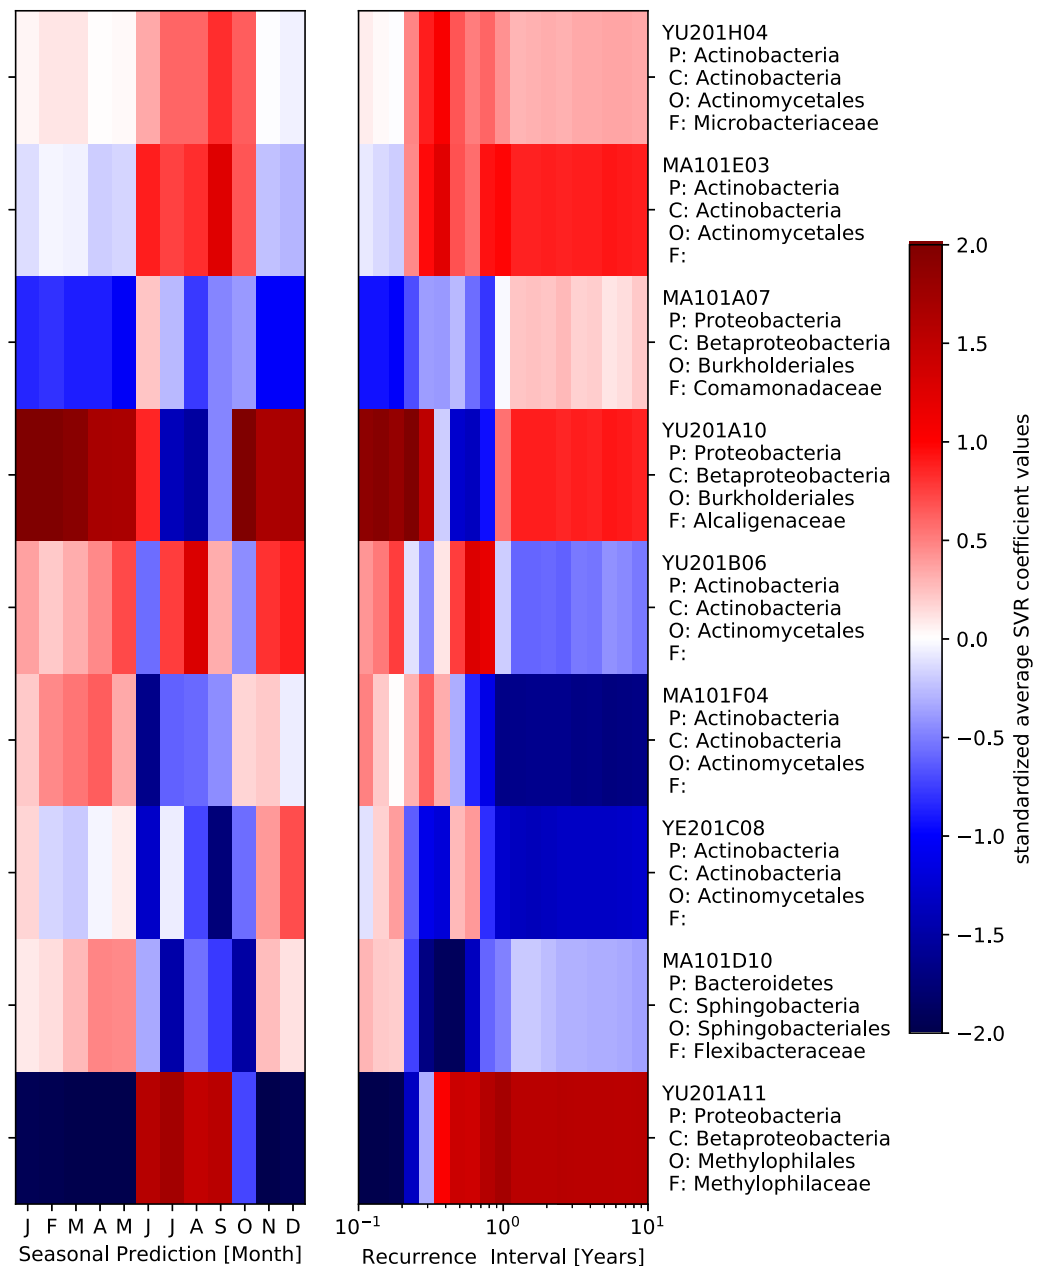 YU201H04
P: Actinobacteria
C: Actinobacteria
O: Actinomycetales
F: Microbacteriaceae
MA101E03
P: Actinobacteria
C: Actinobacteria
O: Actinomycetales
F:
MA101A07
P: Proteobacteria
C: Betaproteobacteria
O: Burkholderiales
F: Comamonadaceae
YU201A10
P: Proteobacteria
C: Betaproteobacteria
O: Burkholderiales
F: Alcaligenaceae
YU201B06
P: Actinobacteria
C: Actinobacteria
O: Actinomycetales
F:
MA101F04
P: Actinobacteria
C: Actinobacteria
O: Actinomycetales
F:
YE201C08
P: Actinobacteria
C: Actinobacteria
O: Actinomycetales
F:
MA101D10
P: Bacteroidetes
C: Sphingobacteria
O: Sphingobacteriales
F: Flexibacteraceae
YU201A11
P: Proteobacteria
C: Betaproteobacteria
O: Methylophilales
F: Methylophilaceae
2.0
1.5
1.0
0.5
0.0
−0.5
−1.0
−1.5
−2.0
standardized average SVR coefficient values
J F M A M J J A S O N D
Seasonal Prediction [Month]
10⁻¹ 10⁰ 10¹
Recurrence Interval [Years]